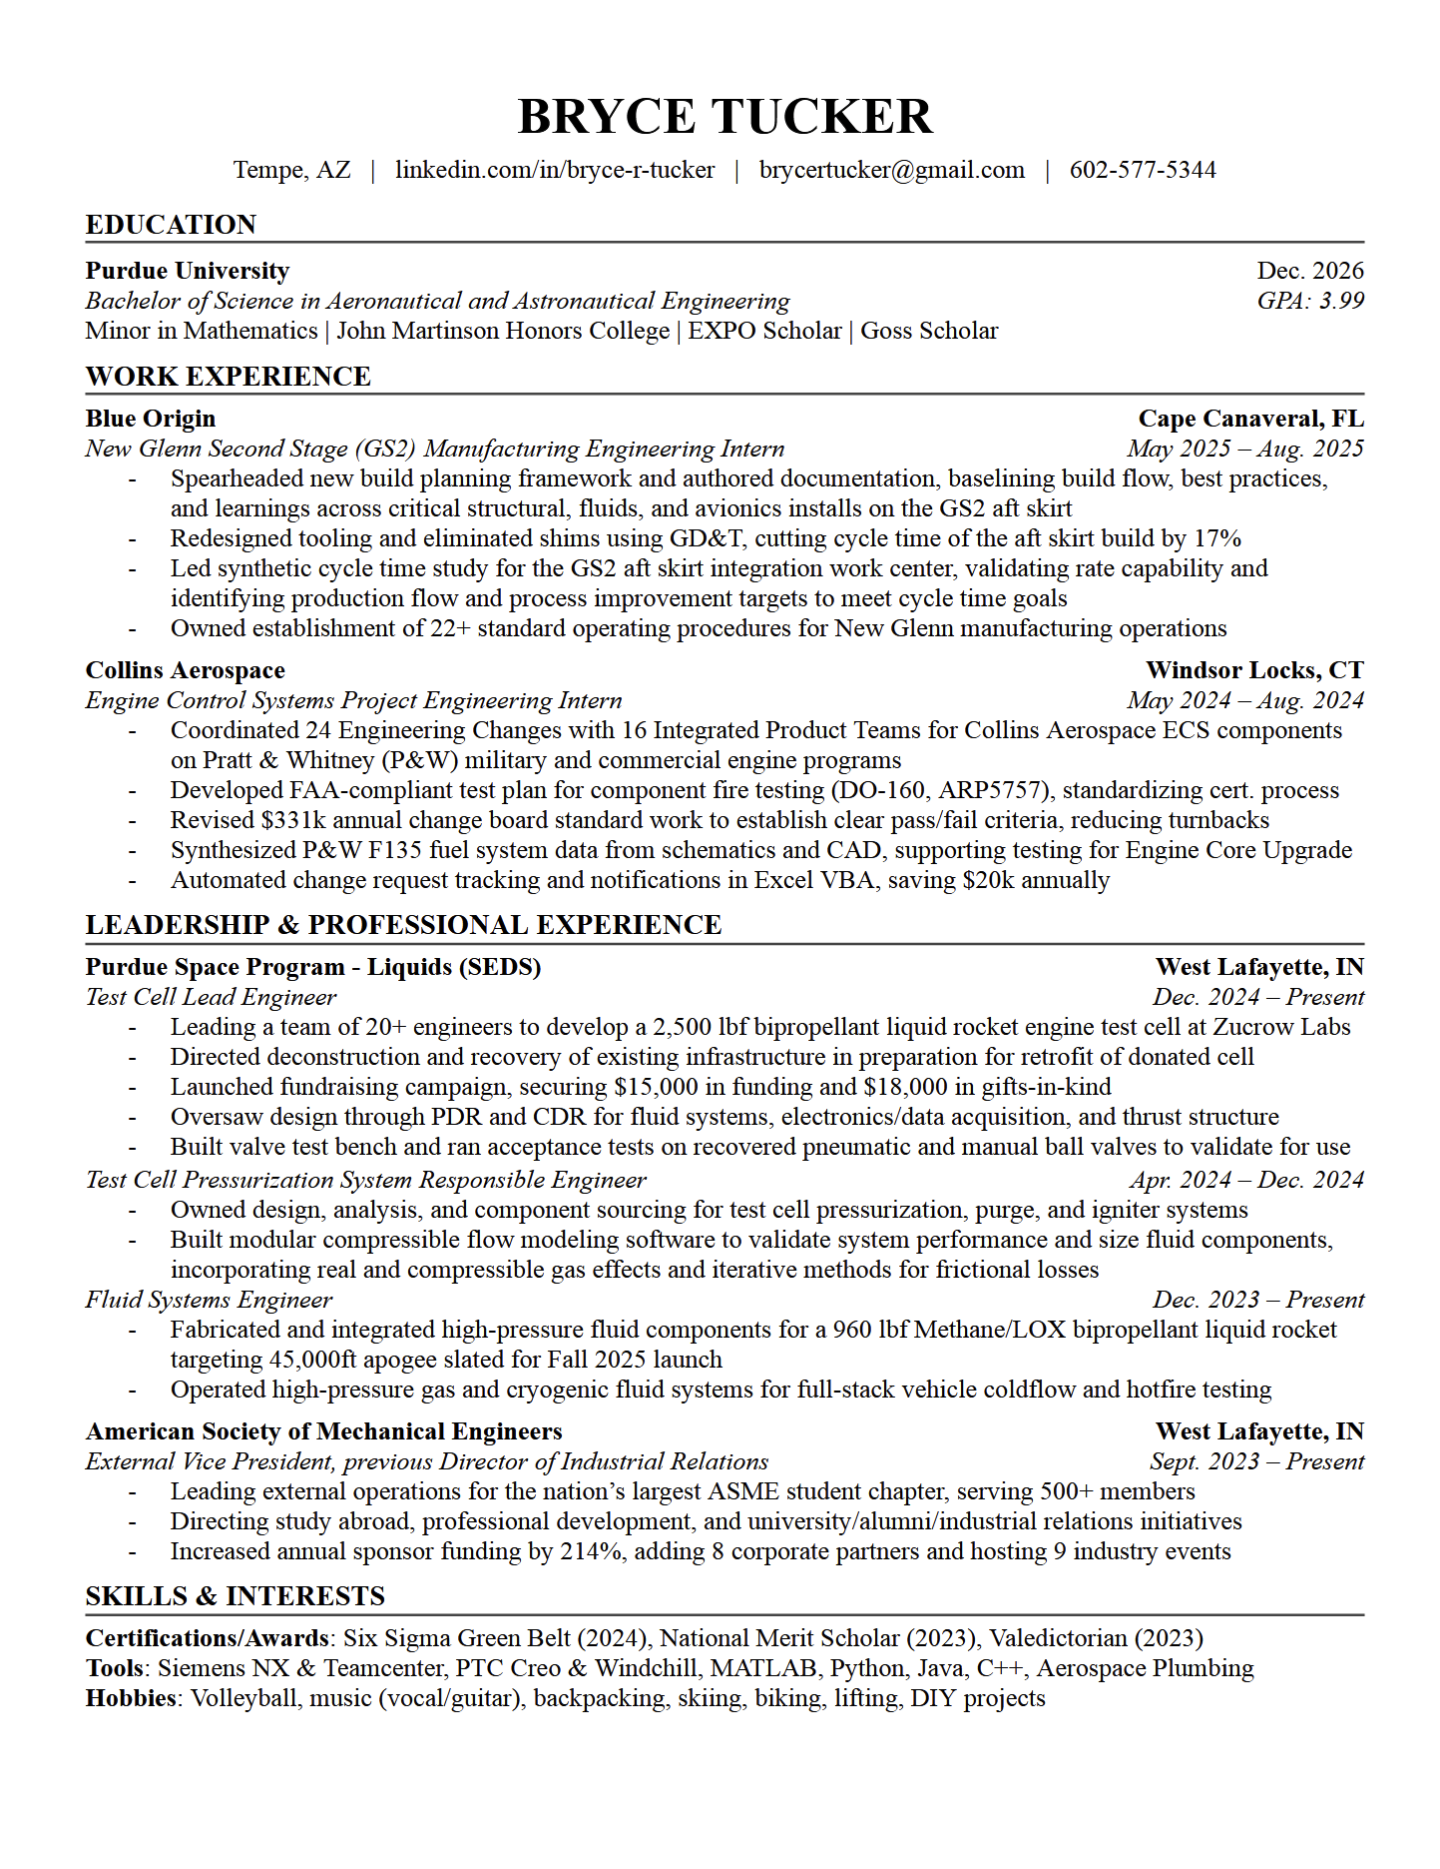 BRYCE TUCKER
Tempe, AZ | linkedin.com/in/bryce-r-tucker | brycertucker@gmail.com | 602-577-5344
EDUCATION
Purdue University Dec. 2026
Bachelor of Science in Aeronautical and Astronautical Engineering GPA: 3.99
Minor in Mathematics | John Martinson Honors College | EXPO Scholar | Goss Scholar
WORK EXPERIENCE
Blue Origin Cape Canaveral, FL
New Glenn Second Stage (GS2) Manufacturing Engineering Intern May 2025 – Aug. 2025
- Spearheaded new build planning framework and authored documentation, baselining build flow, best practices,
and learnings across critical structural, fluids, and avionics installs on the GS2 aft skirt
- Redesigned tooling and eliminated shims using GD&T, cutting cycle time of the aft skirt build by 17%
- Led synthetic cycle time study for the GS2 aft skirt integration work center, validating rate capability and
identifying production flow and process improvement targets to meet cycle time goals
- Owned establishment of 22+ standard operating procedures for New Glenn manufacturing operations
Collins Aerospace Windsor Locks, CT
Engine Control Systems Project Engineering Intern May 2024 – Aug. 2024
- Coordinated 24 Engineering Changes with 16 Integrated Product Teams for Collins Aerospace ECS components
on Pratt & Whitney (P&W) military and commercial engine programs
- Developed FAA-compliant test plan for component fire testing (DO-160, ARP5757), standardizing cert. process
- Revised $331k annual change board standard work to establish clear pass/fail criteria, reducing turnbacks
- Synthesized P&W F135 fuel system data from schematics and CAD, supporting testing for Engine Core Upgrade
- Automated change request tracking and notifications in Excel VBA, saving $20k annually
LEADERSHIP & PROFESSIONAL EXPERIENCE
Purdue Space Program - Liquids (SEDS) West Lafayette, IN
Test Cell Lead Engineer Dec. 2024 – Present
- Leading a team of 20+ engineers to develop a 2,500 lbf bipropellant liquid rocket engine test cell at Zucrow Labs
- Directed deconstruction and recovery of existing infrastructure in preparation for retrofit of donated cell
- Launched fundraising campaign, securing $15,000 in funding and $18,000 in gifts-in-kind
- Oversaw design through PDR and CDR for fluid systems, electronics/data acquisition, and thrust structure
- Built valve test bench and ran acceptance tests on recovered pneumatic and manual ball valves to validate for use
Test Cell Pressurization System Responsible Engineer Apr. 2024 – Dec. 2024
- Owned design, analysis, and component sourcing for test cell pressurization, purge, and igniter systems
- Built modular compressible flow modeling software to validate system performance and size fluid components,
incorporating real and compressible gas effects and iterative methods for frictional losses
Fluid Systems Engineer Dec. 2023 – Present
- Fabricated and integrated high-pressure fluid components for a 960 lbf Methane/LOX bipropellant liquid rocket
targeting 45,000ft apogee slated for Fall 2025 launch
- Operated high-pressure gas and cryogenic fluid systems for full-stack vehicle coldflow and hotfire testing
American Society of Mechanical Engineers West Lafayette, IN
External Vice President, previous Director of Industrial Relations Sept. 2023 – Present
- Leading external operations for the nation’s largest ASME student chapter, serving 500+ members
- Directing study abroad, professional development, and university/alumni/industrial relations initiatives
- Increased annual sponsor funding by 214%, adding 8 corporate partners and hosting 9 industry events
SKILLS & INTERESTS
Certifications/Awards: Six Sigma Green Belt (2024), National Merit Scholar (2023), Valedictorian (2023)
Tools: Siemens NX & Teamcenter, PTC Creo & Windchill, MATLAB, Python, Java, C++, Aerospace Plumbing
Hobbies: Volleyball, music (vocal/guitar), backpacking, skiing, biking, lifting, DIY projects